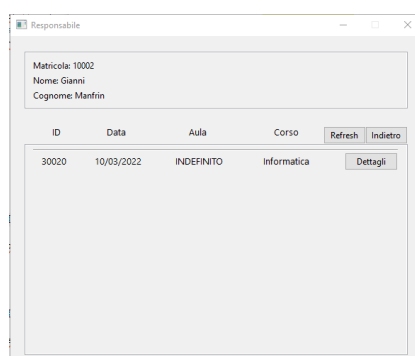 Responsabile
Matricola: 10002
Nome: Gianni
Cognome: Manfrin
ID Data Aula Corso Refresh Indietro
30020 10/03/2022 INDEFINITO Informatica Dettagli